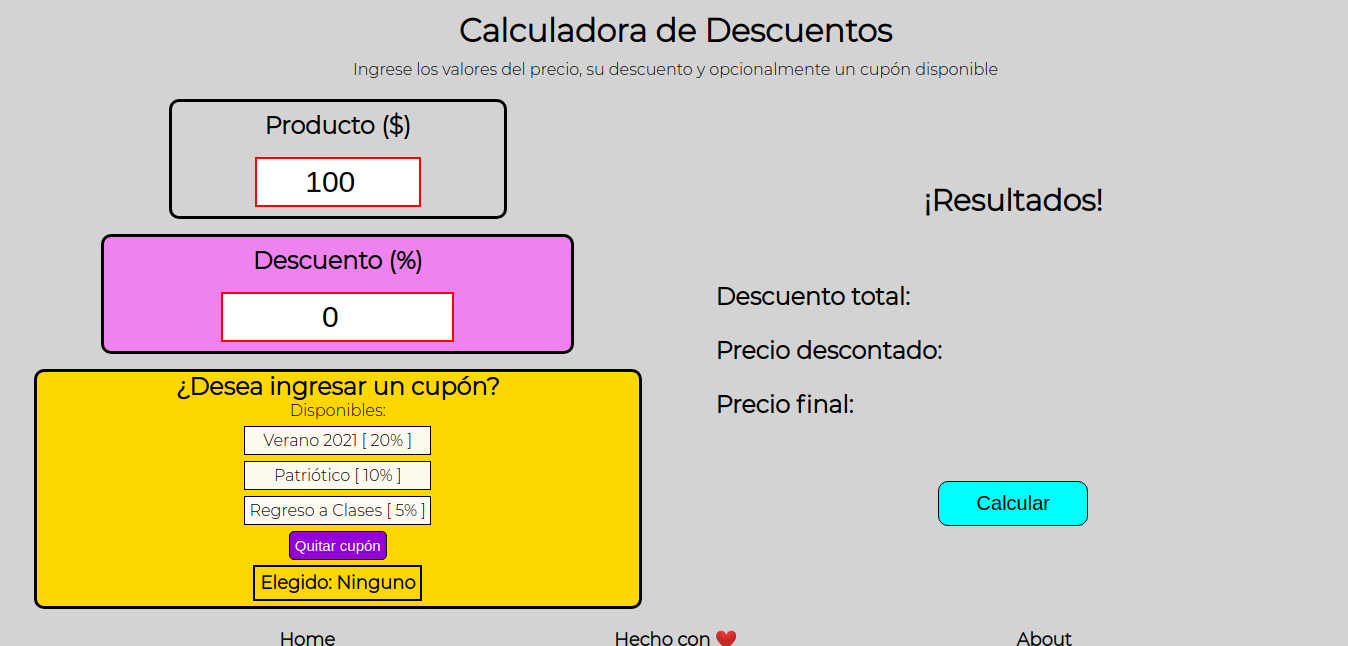 Calculadora de Descuentos
Ingrese los valores del precio, su descuento y opcionalmente un cupón disponible
Producto ($)
100
Descuento (%)
0
¿Desea ingresar un cupón?
Disponibles:
Verano 2021 [ 20% ]
Patriótico [ 10% ]
Regreso a Clases [ 5% ]
Quitar cupón
Elegido: Ninguno
¡Resultados!
Descuento total:
Precio descontado:
Precio final:
Calcular
Home
Hecho con ❤️
About